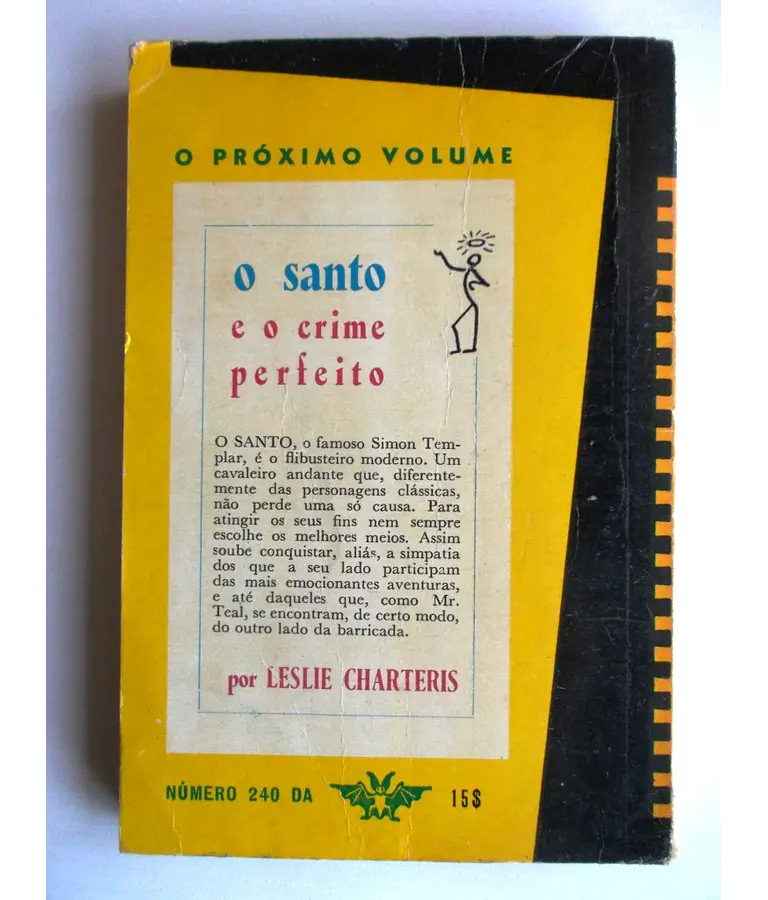 O PRÓXIMO VOLUME
o santo
e o crime
perfeito
O SANTO, o famoso Simon Tem-
plar, é o flibusteiro moderno. Um
cavaleiro andante que, diferente-
mente das personagens clássicas,
não perde uma só causa. Para
atingir os seus fins nem sempre
escolhe os melhores meios. Assim
soube conquistar, aliás, a simpatia
dos que a seu lado participam
das mais emocionantes aventuras,
e até daqueles que, como Mr.
Teal, se encontram, de certo modo,
do outro lado da barricada.
por LESLIE CHARTERIS
NÚMERO 240 DA 15$